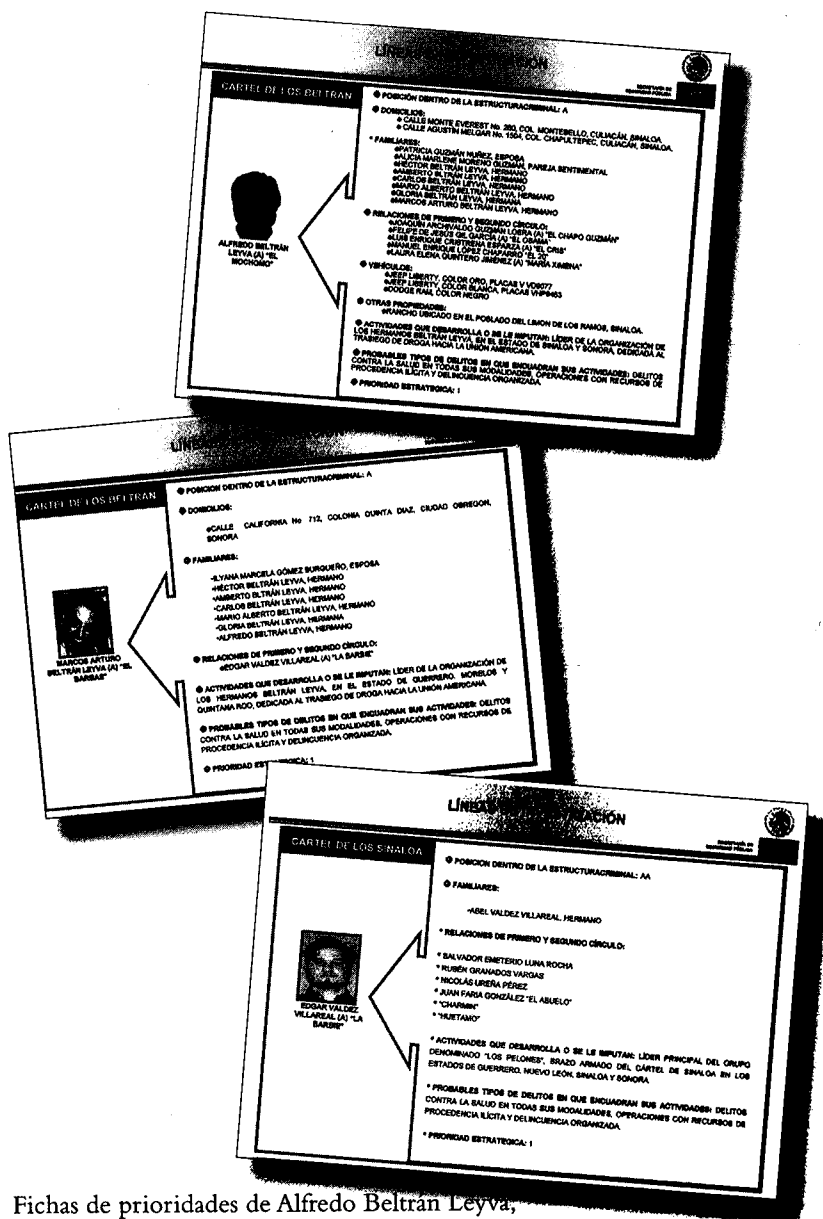 CARTEL DE LOS BELTRAN
ALFREDO BELTRÁN
LEYVA (A) "EL
MOCHOMO"
POSICIÓN DENTRO DE LA ESTRUCTURACRIMINAL: A
DOMICILIOS:
CALLE MONTE EVEREST No. 280, COL. MONTEBELLO, CULIACÁN, SINALOA.
CALLE AGUSTÍN MELGAR No. 1504, COL. CHAPULTEPEC, CULIACÁN, SINALOA.
FAMILIARES:
PATRICIA GUZMÁN NUÑEZ, ESPOSA
ALICIA MARLENE MORENO GUZMÁN, PAREJA SENTIMENTAL
HÉCTOR BELTRÁN LEYVA, HERMANO
AMBERTO BLTRÁN LEYVA, HERMANO
CARLOS BELTRÁN LEYVA, HERMANO
MARIO ALBERTO BELTRÁN LEYVA, HERMANO
GLORIA BELTRÁN LEYVA, HERMANA
MARCOS ARTURO BELTRÁN LEYVA, HERMANO
RELACIONES DE PRIMERO Y SEGUNDO CÍRCULO:
JOAQUÍN ARCHIVALDO GUZMÁN LOERA (A) "EL CHAPO GUZMÁN"
FELIPE DE JESÚS GIL GARCÍA (A) "EL OBAMA"
LUIS ENRIQUE ESPARZA (A) "EL CRIS"
MANUEL ENRIQUE LÓPEZ CHAPARRO "EL 20"
LAURA ELENA QUINTERO JIMÉNEZ (A) "MARÍA XIMENA"
VEHÍCULOS:
JEEP LIBERTY, COLOR ORO, PLACAS
JEEP LIBERTY, COLOR BLANCA, PLACAS
DODGE RAM, COLOR NEGRO
OTRAS PROPIEDADES:
RANCHO UBICADO EN EL POBLADO DEL LIMON DE LOS RAMOS, SINALOA.
ACTIVIDADES QUE DESARROLLA O SE LE IMPUTAN: LÍDER DE LA ORGANIZACIÓN DE
LOS HERMANOS BELTRÁN LEYVA, EN EL ESTADO DE SINALOA Y SONORA, DEDICADA AL
TRASIEGO DE DROGA HACIA LA UNIÓN AMERICANA.
PROBABLES TIPOS DE DELITOS EN QUE ENCUADRAN SUS ACTIVIDADES: DELITOS
CONTRA LA SALUD EN TODAS SUS MODALIDADES, OPERACIONES CON RECURSOS DE
PROCEDENCIA ILÍCITA Y DELINCUENCIA ORGANIZADA.
PRIORIDAD ESTRATEGICA: 1
CARTEL DE LOS BELTRAN
MARCOS ARTURO
BELTRÁN LEYVA (A) "EL
BARBAS"
POSICION DENTRO DE LA ESTRUCTURACRIMINAL: A
DOMICILIOS:
CALLE CALIFORNIA No 712, COLONIA QUINTA DIAZ, CIUDAD OBREGON,
SONORA
FAMILIARES:
-ILYANA MARCELA GÓMEZ BURGUEÑO, ESPOSA
-HÉCTOR BELTRÁN LEYVA, HERMANO
-AMBERTO BLTRÁN LEYVA, HERMANO
-CARLOS BELTRÁN LEYVA, HERMANO
-MARIO ALBERTO BELTRÁN LEYVA, HERMANO
-GLORIA BELTRÁN LEYVA, HERMANA
-ALFREDO BELTRÁN LEYVA, HERMANO
RELACIONES DE PRIMERO Y SEGUNDO CÍRCULO:
EDGAR VALDEZ VILLAREAL (A) "LA BARBIE"
ACTIVIDADES QUE DESARROLLA O SE LE IMPUTAN: LÍDER DE LA ORGANIZACIÓN DE
LOS HERMANOS BELTRÁN LEYVA, EN EL ESTADO DE GUERRERO, MORELOS Y
QUINTANA ROO, DEDICADA AL TRASIEGO DE DROGA HACIA LA UNIÓN AMERICANA.
PROBABLES TIPOS DE DELITOS EN QUE ENCUADRAN SUS ACTIVIDADES: DELITOS
CONTRA LA SALUD EN TODAS SUS MODALIDADES, OPERACIONES CON RECURSOS DE
PROCEDENCIA ILÍCITA Y DELINCUENCIA ORGANIZADA.
PRIORIDAD ESTRATÉGICA: 1
CARTEL DE LOS SINALOA
EDGAR VALDEZ
VILLAREAL (A) "LA
BARBIE"
POSICION DENTRO DE LA ESTRUCTURACRIMINAL: AA
FAMILIARES:
-ABEL VALDEZ VILLAREAL, HERMANO
* RELACIONES DE PRIMERO Y SEGUNDO CÍRCULO:
* SALVADOR EMETERIO LUNA ROCHA
* RUBÉN GRANADOS VARGAS
* NICOLÁS UREÑA PÉREZ
* JUAN FARIA GONZÁLEZ "EL ABUELO"
* "CHARMIN"
* "HUETAMO"
* ACTIVIDADES QUE DESARROLLA O SE LE IMPUTAN: LÍDER PRINCIPAL DEL GRUPO
DENOMINADO "LOS PELONES", BRAZO ARMADO DEL CÁRTEL DE SINALOA EN LOS
ESTADOS DE GUERRERO, NUEVO LEÓN, SINALOA Y SONORA
* PROBABLES TIPOS DE DELITOS EN QUE ENCUADRAN SUS ACTIVIDADES: DELITOS
CONTRA LA SALUD EN TODAS SUS MODALIDADES, OPERACIONES CON RECURSOS DE
PROCEDENCIA ILÍCITA Y DELINCUENCIA ORGANIZADA.
* PRIORIDAD ESTRATEGICA: 1
Fichas de prioridades de Alfredo Beltrán Leyva,